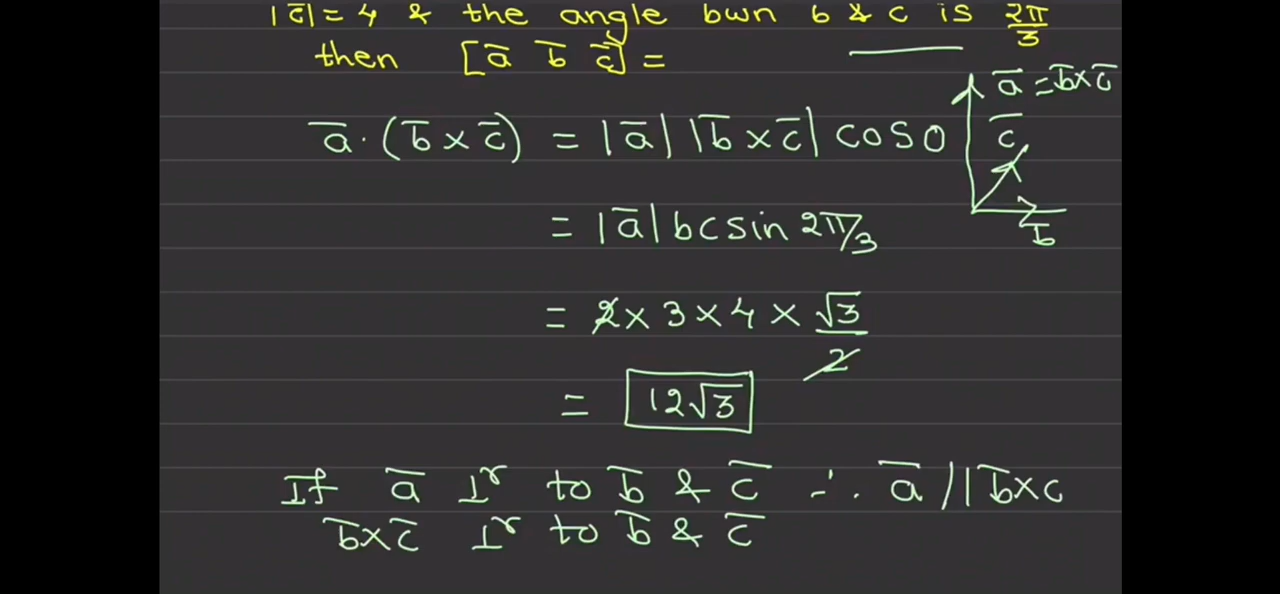 |c̄| = 4 & the angle bwn b & c is 2π/3
then [ā b̄ c̄] =
ā = b̄×c̄
ā · (b̄ × c̄) = |ā| |b̄ × c̄| cos0
c̄
= |ā| bc sin 2π/3
b̄
= 2 × 3 × 4 × √3/2
= 12√3
If ā ⊥r to b̄ & c̄ ∴ ā // b̄×c
b̄×c̄ ⊥r to b̄ & c̄